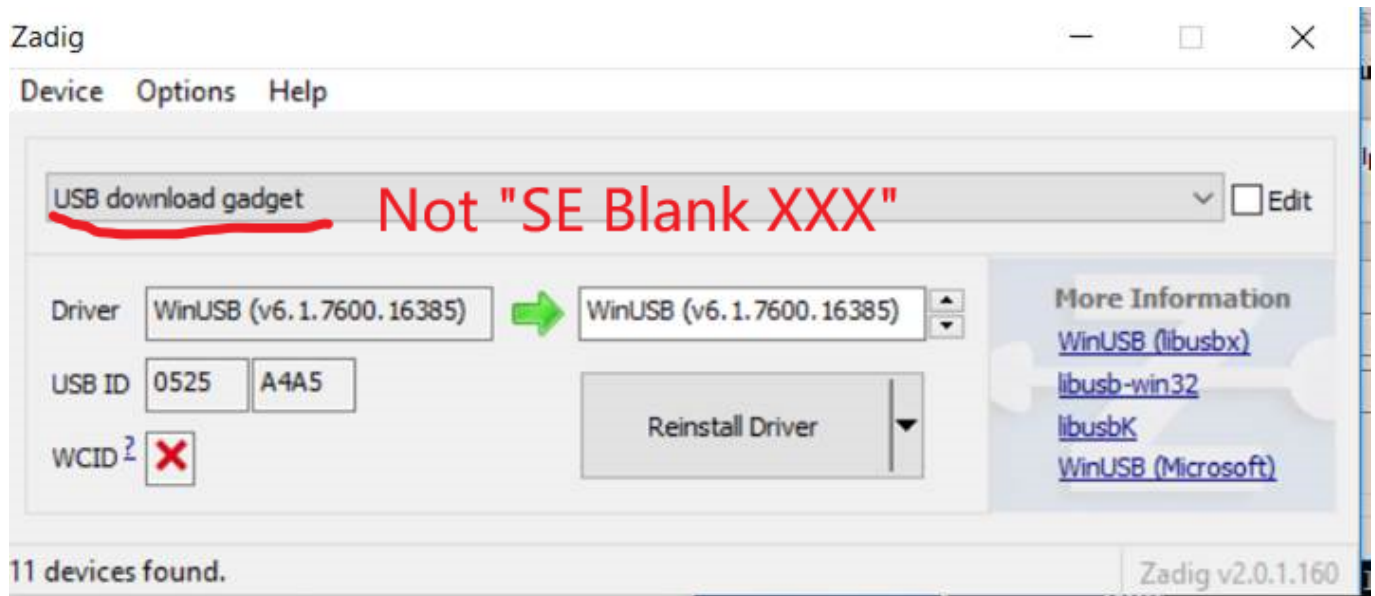 Zadig
Device Options Help
USB download gadget Not "SE Blank XXX" Edit
Driver WinUSB (v6.1.7600.16385) WinUSB (v6.1.7600.16385) More Information
WinUSB (libusbx)
USB ID 0525 A4A5 libusb-win32
Reinstall Driver libusbK
WCID ? WinUSB (Microsoft)
11 devices found. Zadig v2.0.1.160